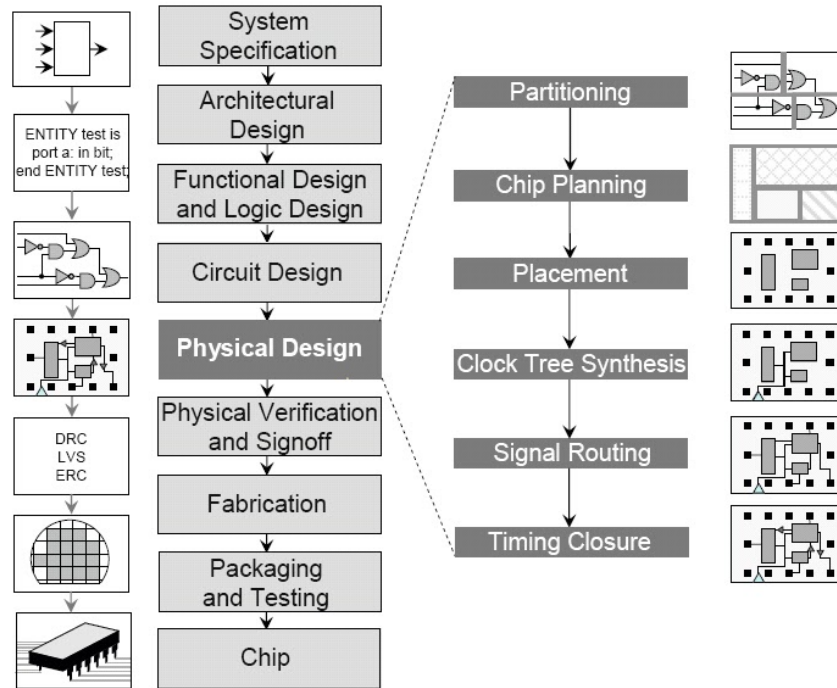 ENTITY test is
port a: in bit;
end ENTITY test;
DRC
LVS
ERC
System
Specification
Architectural
Design
Functional Design
and Logic Design
Circuit Design
Physical Design
Physical Verification
and Signoff
Fabrication
Packaging
and Testing
Chip
Partitioning
Chip Planning
Placement
Clock Tree Synthesis
Signal Routing
Timing Closure